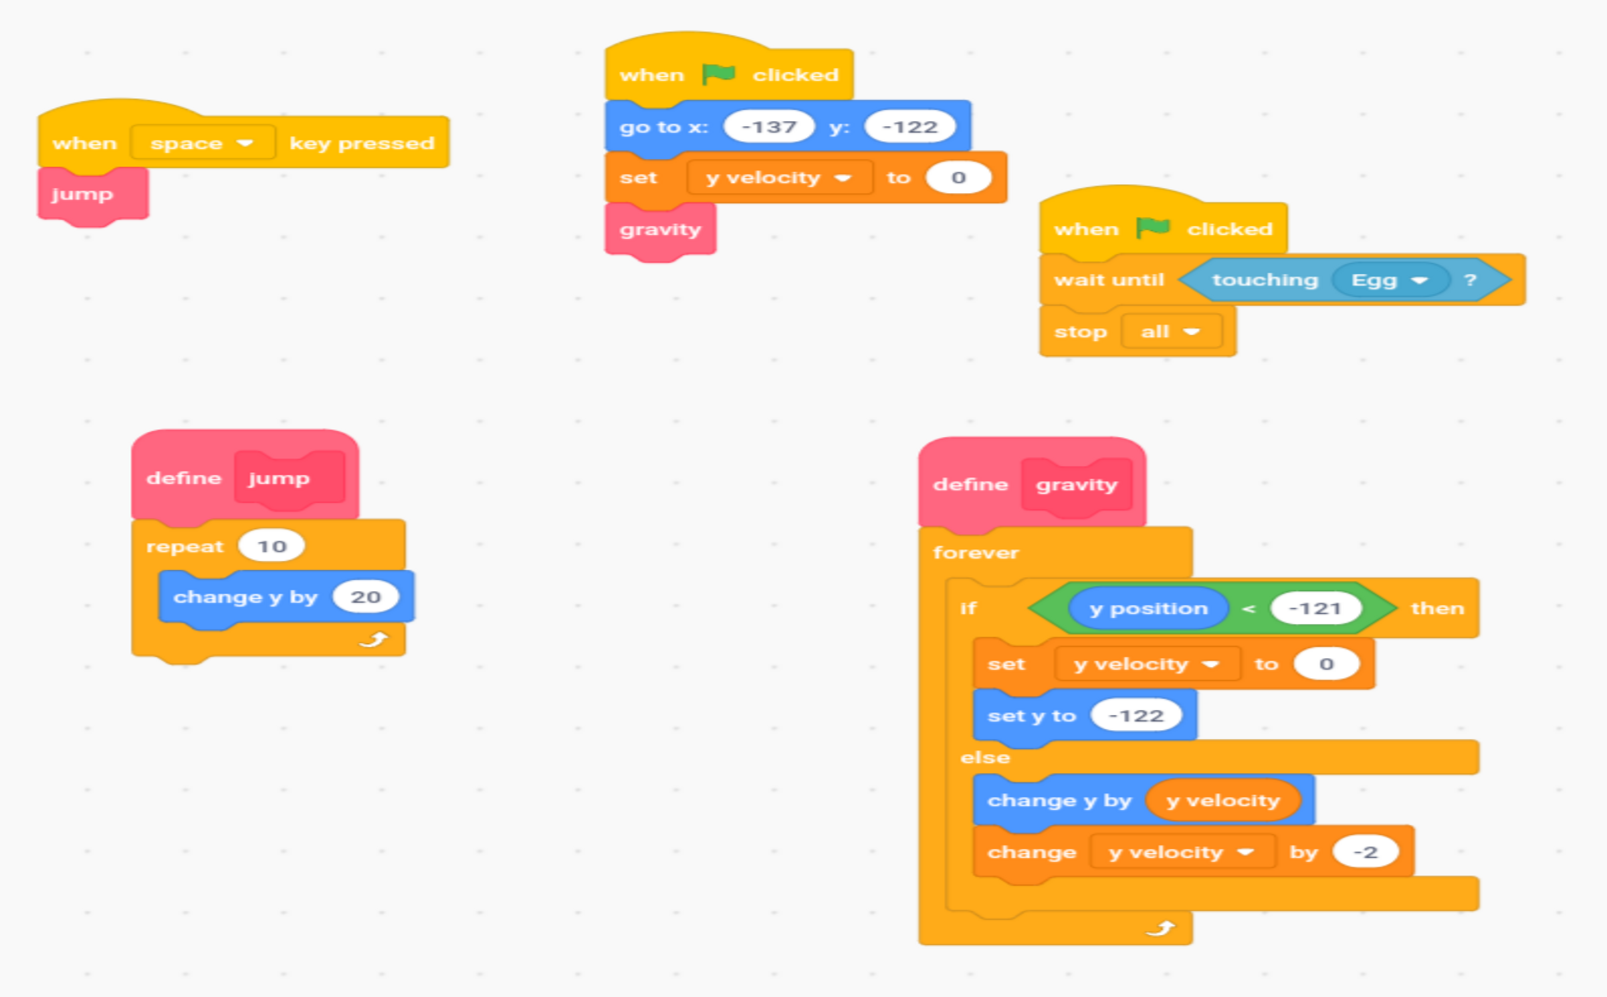 when space key pressed
jump
when clicked
go to x: -137 y: -122
set y velocity to 0
gravity
when clicked
wait until touching Egg ?
stop all
define jump
repeat 10
change y by 20
define gravity
forever
if y position < -121 then
set y velocity to 0
set y to -122
else
change y by y velocity
change y velocity by -2